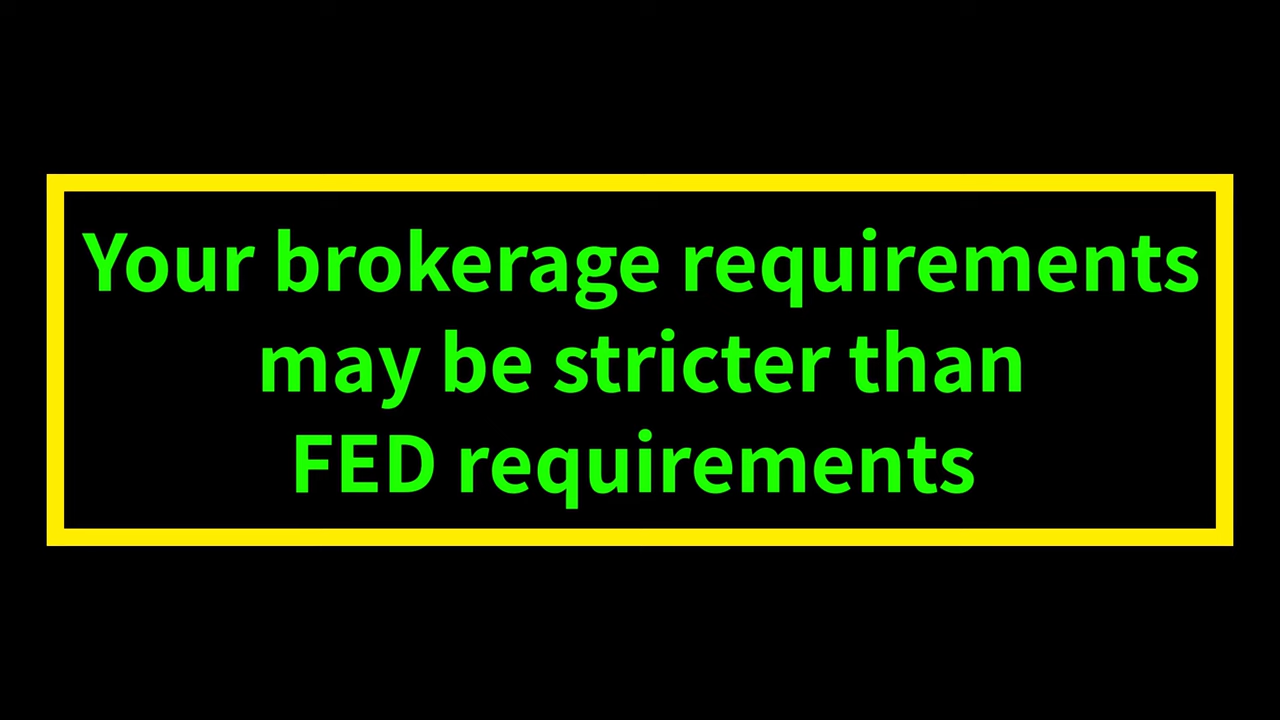 Your brokerage requirements
may be stricter than
FED requirements